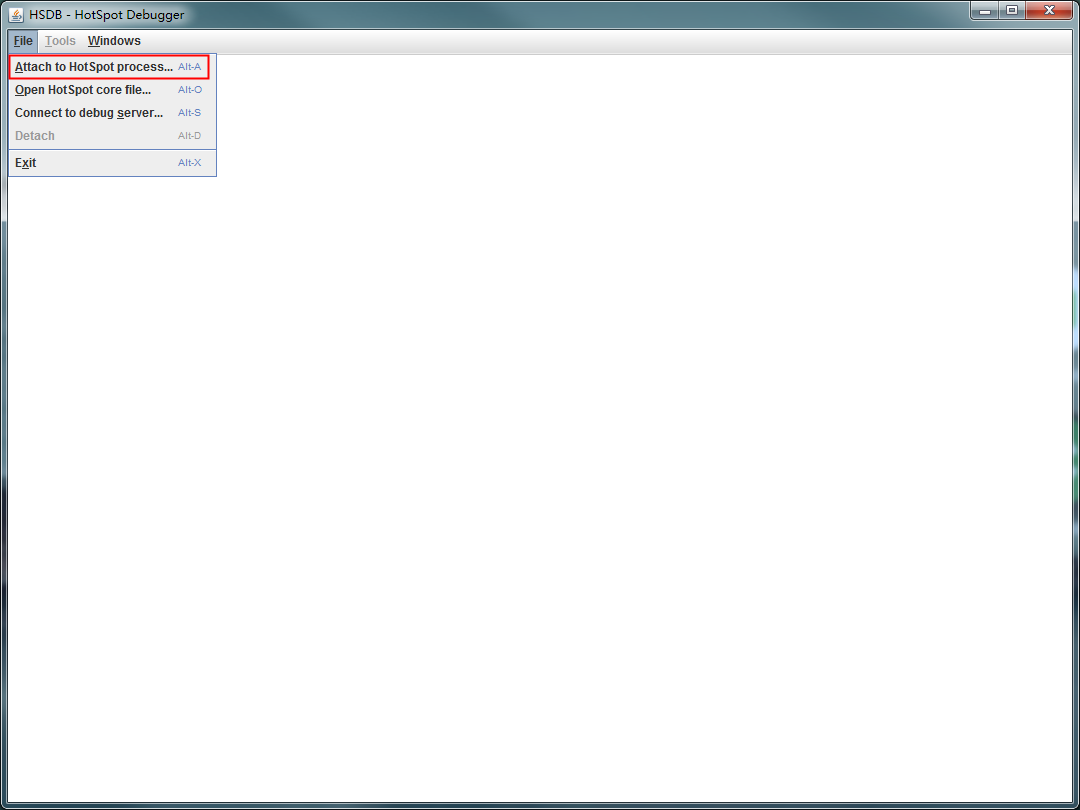 HSDB - HotSpot Debugger
File Tools Windows
Attach to HotSpot process... Alt-A
Open HotSpot core file... Alt-O
Connect to debug server... Alt-S
Detach Alt-D
Exit Alt-X